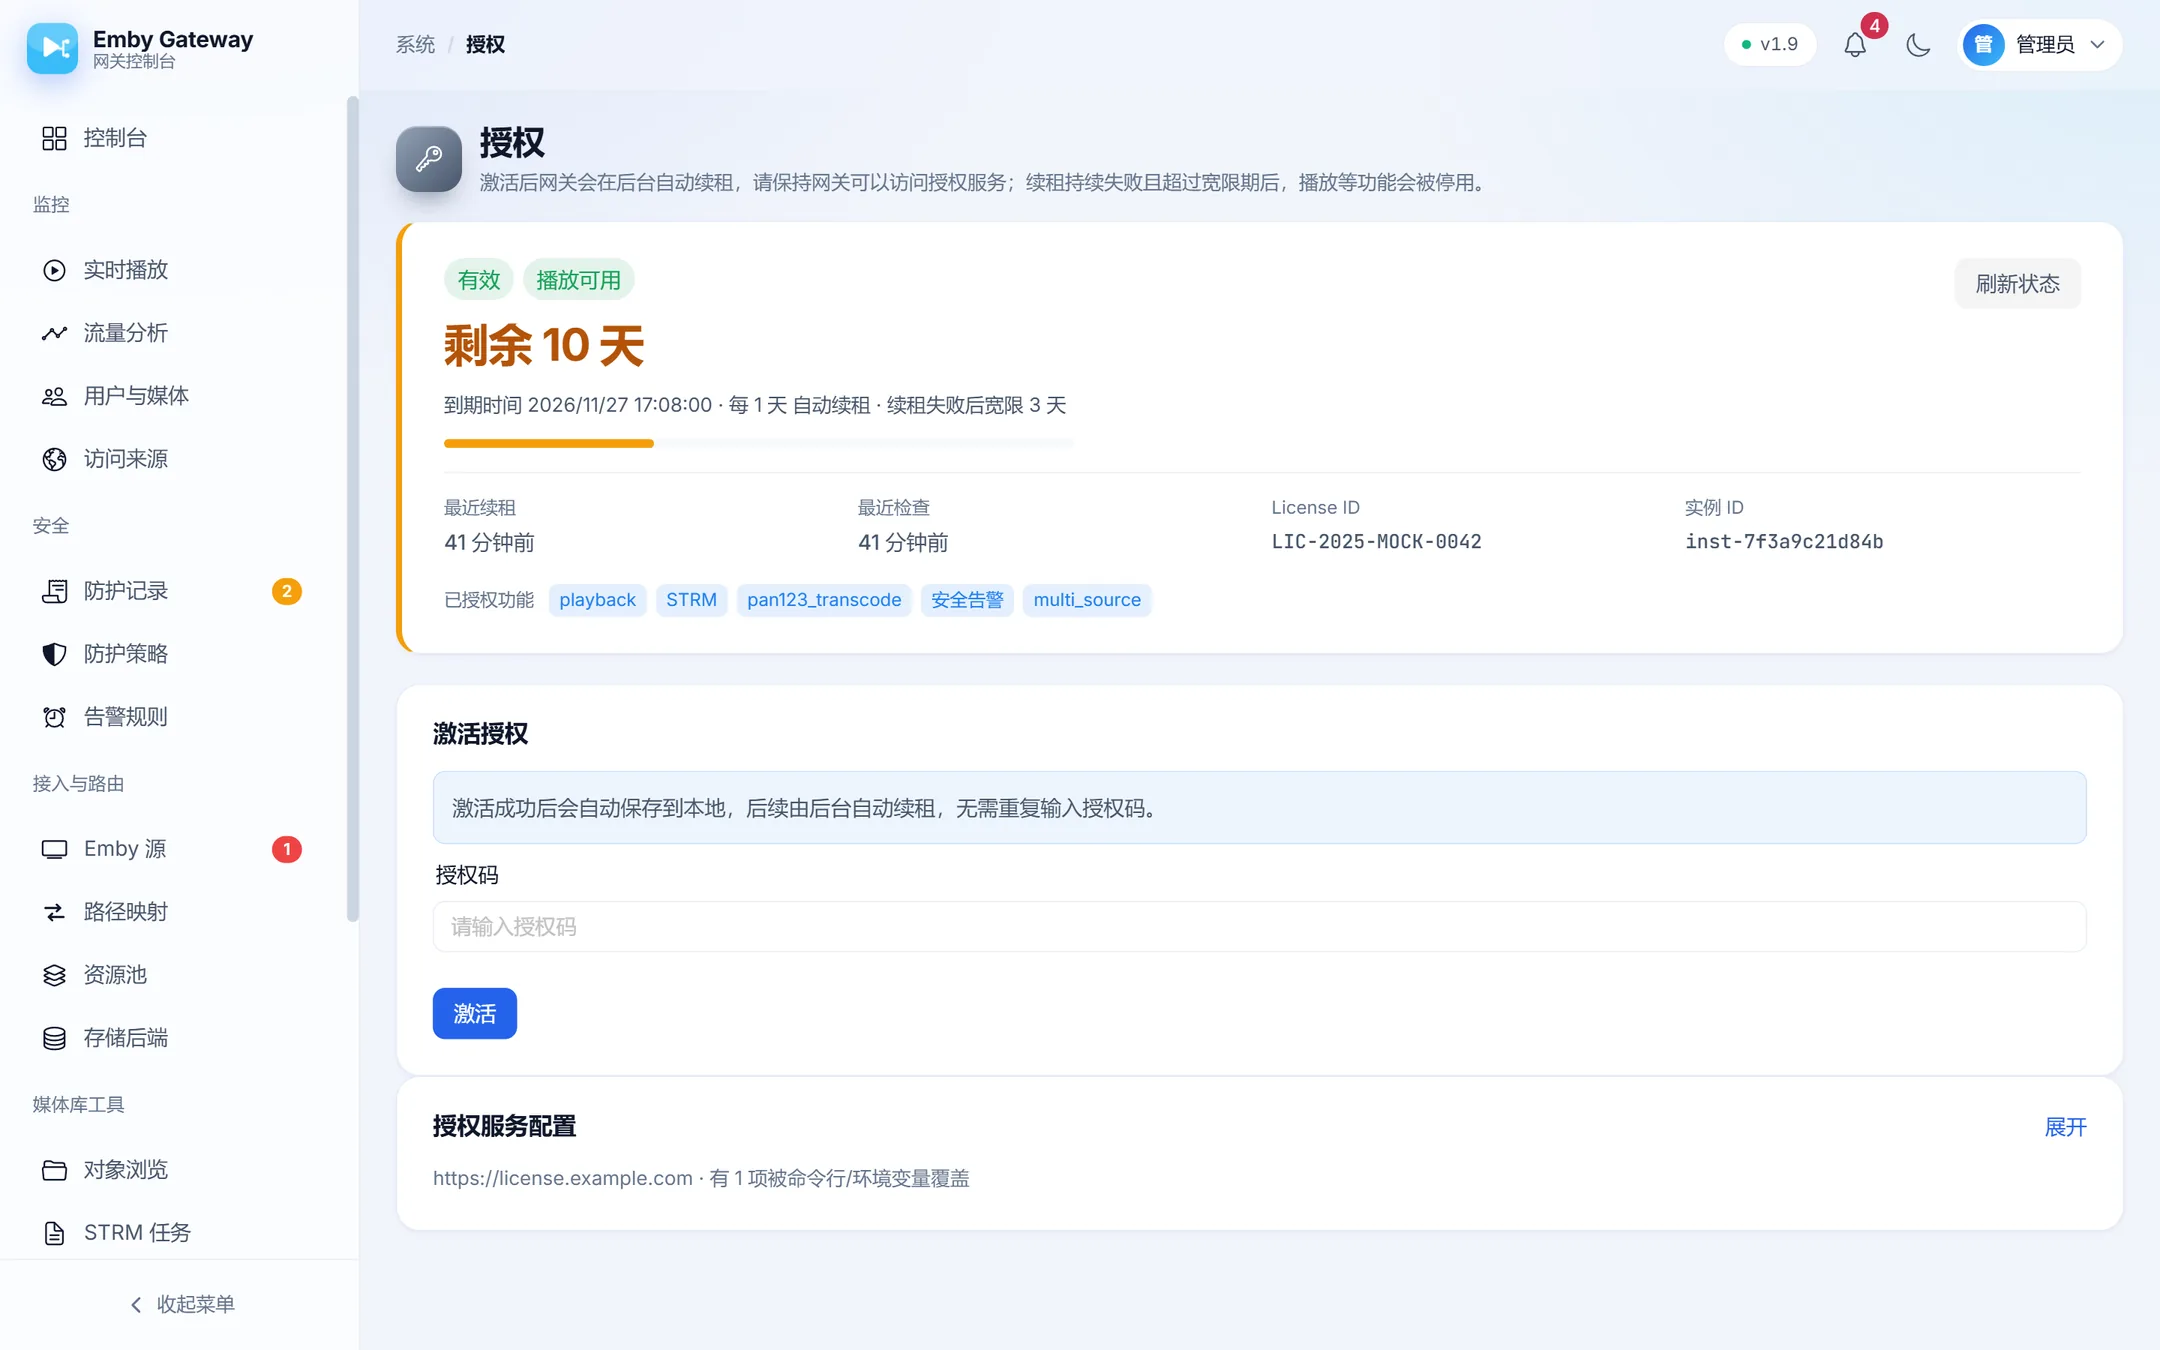 Emby Gateway
网关控制台
控制台
监控
实时播放
流量分析
用户与媒体
访问来源
安全
防护记录
2
防护策略
告警规则
接入与路由
Emby 源
1
路径映射
资源池
存储后端
媒体库工具
对象浏览
STRM 任务
收起菜单
系统 / 授权
v1.9
4
管 管理员
授权
激活后网关会在后台自动续租，请保持网关可以访问授权服务；续租持续失败且超过宽限期后，播放等功能会被停用。
有效 播放可用
刷新状态
剩余 10 天
到期时间 2026/11/27 17:08:00 · 每 1 天 自动续租 · 续租失败后宽限 3 天
最近续租
41 分钟前
最近检查
41 分钟前
License ID
LIC-2025-MOCK-0042
实例 ID
inst-7f3a9c21d84b
已授权功能 playback STRM pan123_transcode 安全告警 multi_source
激活授权
激活成功后会自动保存到本地，后续由后台自动续租，无需重复输入授权码。
授权码
请输入授权码
激活
授权服务配置
展开
https://license.example.com · 有 1 项被命令行/环境变量覆盖